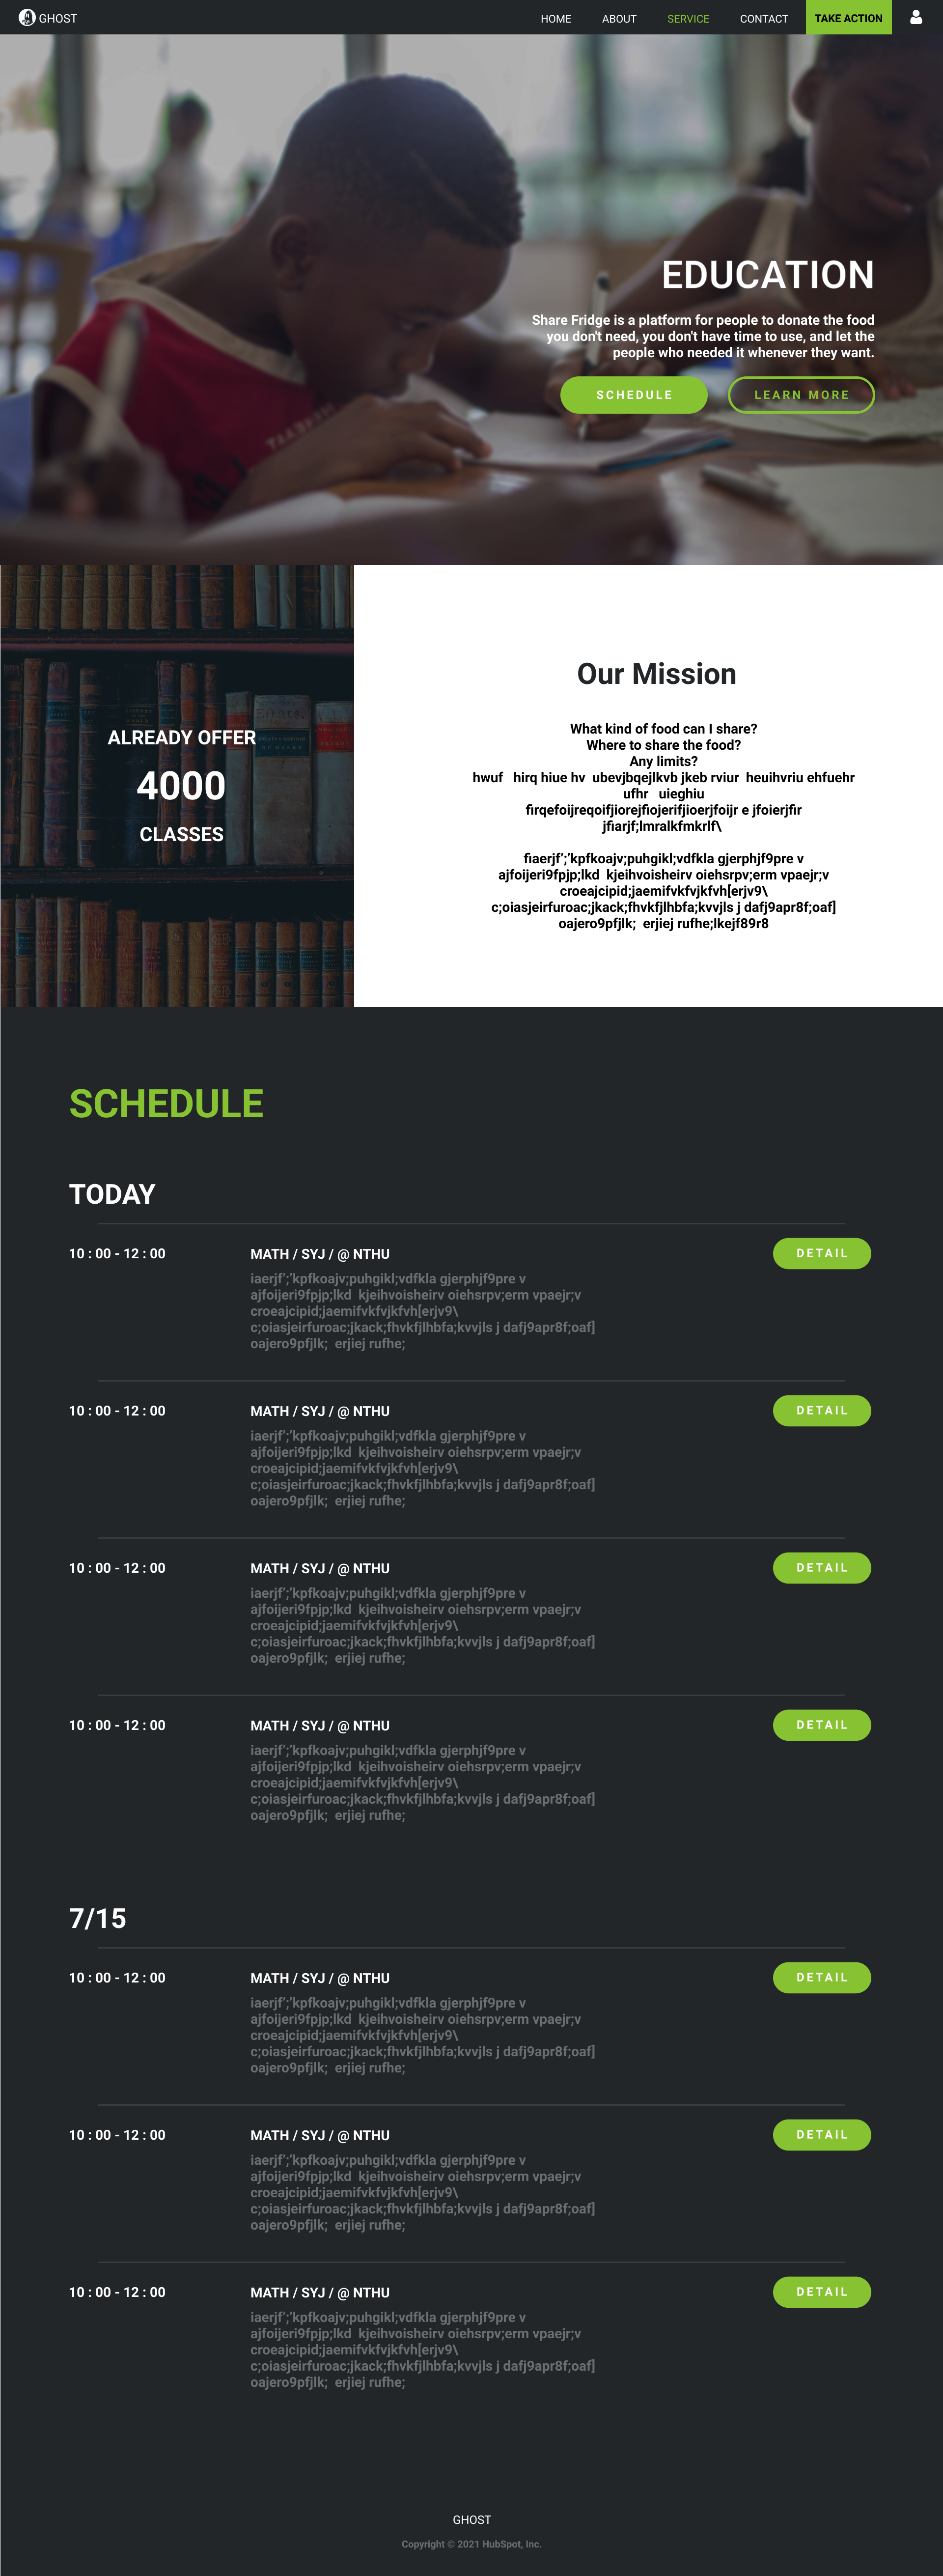 GHOST HOME ABOUT SERVICE CONTACT TAKE ACTION
EDUCATION
Share Fridge is a platform for people to donate the food
you don't need, you don't have time to use, and let the
people who needed it whenever they want.
SCHEDULE LEARN MORE
ALREADY OFFER
4000
CLASSES
Our Mission
What kind of food can I share?
Where to share the food?
Any limits?
hwuf hirq hiue hv ubevjbqejlkvb jkeb rviur heuihvriu ehfuehr
ufhr uieghiu
firqefoijreqoifjiorejfiojerifjioerjfoijr e jfoierjfir
jfiarjf;lmralkfmkrlf\
fiaerjf';'kpfkoajv;puhgikl;vdfkla gjerphjf9pre v
ajfoijeri9fpjp;lkd kjeihvoisheirv oiehsrpv;erm vpaejr;v
croeajcipid;jaemifvkfvjkfvh[erjv9\
c;oiasjeirfuroac;jkack;fhvkfjlhbfa;kvvjls j dafj9apr8f;oaf]
oajero9pfjlk; erjiej rufhe;lkejf89r8
SCHEDULE
TODAY
10 : 00 - 12 : 00 MATH / SYJ / @ NTHU DETAIL
iaerjf';'kpfkoajv;puhgikl;vdfkla gjerphjf9pre v
ajfoijeri9fpjp;lkd kjeihvoisheirv oiehsrpv;erm vpaejr;v
croeajcipid;jaemifvkfvjkfvh[erjv9\
c;oiasjeirfuroac;jkack;fhvkfjlhbfa;kvvjls j dafj9apr8f;oaf]
oajero9pfjlk; erjiej rufhe;
10 : 00 - 12 : 00 MATH / SYJ / @ NTHU DETAIL
iaerjf';'kpfkoajv;puhgikl;vdfkla gjerphjf9pre v
ajfoijeri9fpjp;lkd kjeihvoisheirv oiehsrpv;erm vpaejr;v
croeajcipid;jaemifvkfvjkfvh[erjv9\
c;oiasjeirfuroac;jkack;fhvkfjlhbfa;kvvjls j dafj9apr8f;oaf]
oajero9pfjlk; erjiej rufhe;
10 : 00 - 12 : 00 MATH / SYJ / @ NTHU DETAIL
iaerjf';'kpfkoajv;puhgikl;vdfkla gjerphjf9pre v
ajfoijeri9fpjp;lkd kjeihvoisheirv oiehsrpv;erm vpaejr;v
croeajcipid;jaemifvkfvjkfvh[erjv9\
c;oiasjeirfuroac;jkack;fhvkfjlhbfa;kvvjls j dafj9apr8f;oaf]
oajero9pfjlk; erjiej rufhe;
10 : 00 - 12 : 00 MATH / SYJ / @ NTHU DETAIL
iaerjf';'kpfkoajv;puhgikl;vdfkla gjerphjf9pre v
ajfoijeri9fpjp;lkd kjeihvoisheirv oiehsrpv;erm vpaejr;v
croeajcipid;jaemifvkfvjkfvh[erjv9\
c;oiasjeirfuroac;jkack;fhvkfjlhbfa;kvvjls j dafj9apr8f;oaf]
oajero9pfjlk; erjiej rufhe;
7/15
10 : 00 - 12 : 00 MATH / SYJ / @ NTHU DETAIL
iaerjf';'kpfkoajv;puhgikl;vdfkla gjerphjf9pre v
ajfoijeri9fpjp;lkd kjeihvoisheirv oiehsrpv;erm vpaejr;v
croeajcipid;jaemifvkfvjkfvh[erjv9\
c;oiasjeirfuroac;jkack;fhvkfjlhbfa;kvvjls j dafj9apr8f;oaf]
oajero9pfjlk; erjiej rufhe;
10 : 00 - 12 : 00 MATH / SYJ / @ NTHU DETAIL
iaerjf';'kpfkoajv;puhgikl;vdfkla gjerphjf9pre v
ajfoijeri9fpjp;lkd kjeihvoisheirv oiehsrpv;erm vpaejr;v
croeajcipid;jaemifvkfvjkfvh[erjv9\
c;oiasjeirfuroac;jkack;fhvkfjlhbfa;kvvjls j dafj9apr8f;oaf]
oajero9pfjlk; erjiej rufhe;
10 : 00 - 12 : 00 MATH / SYJ / @ NTHU DETAIL
iaerjf';'kpfkoajv;puhgikl;vdfkla gjerphjf9pre v
ajfoijeri9fpjp;lkd kjeihvoisheirv oiehsrpv;erm vpaejr;v
croeajcipid;jaemifvkfvjkfvh[erjv9\
c;oiasjeirfuroac;jkack;fhvkfjlhbfa;kvvjls j dafj9apr8f;oaf]
oajero9pfjlk; erjiej rufhe;
GHOST
Copyright © 2021 HubSpot, Inc.